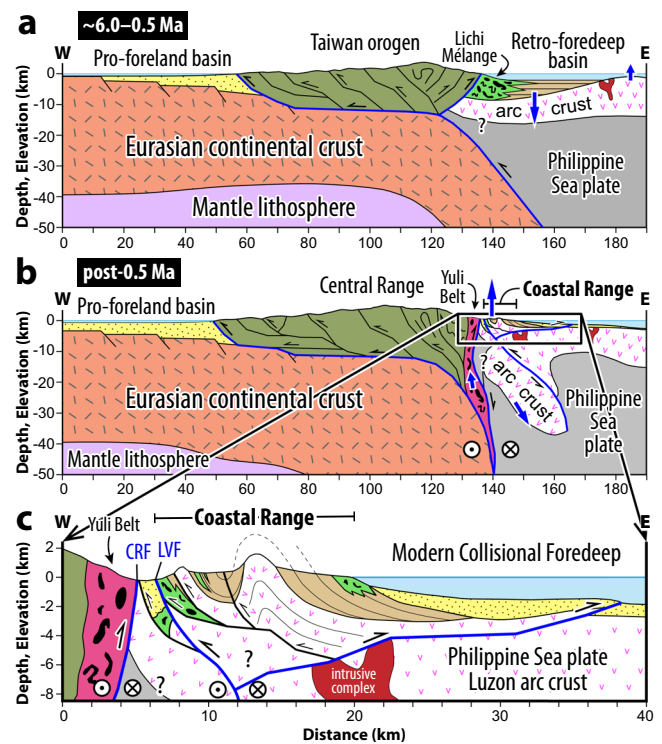 a
~6.0–0.5 Ma
W
E
Pro-foreland basin
Taiwan orogen
Lichi
Mélange
Retro-foredeep
basin
Depth, Elevation (km)
0
-10
-20
-30
-40
-50
arc crust
?
Eurasian continental crust
Philippine
Sea plate
Mantle lithosphere
0 20 40 60 80 100 120 140 160 180
b
post-0.5 Ma
W
E
Pro-foreland basin
Central Range
Yuli
Belt
Coastal Range
Depth, Elevation (km)
0
-10
-20
-30
-40
-50
?
arc crust
Eurasian continental crust
Philippine
Sea
plate
Mantle lithosphere
0 20 40 60 80 100 120 140 160 180
c
W
E
Yuli Belt
Coastal Range
CRF
LVF
Modern Collisional Foredeep
Depth, Elevation (km)
2
0
-2
-4
-6
-8
?
?
intrusive
complex
Philippine Sea plate
Luzon arc crust
0 10 20 30 40
Distance (km)